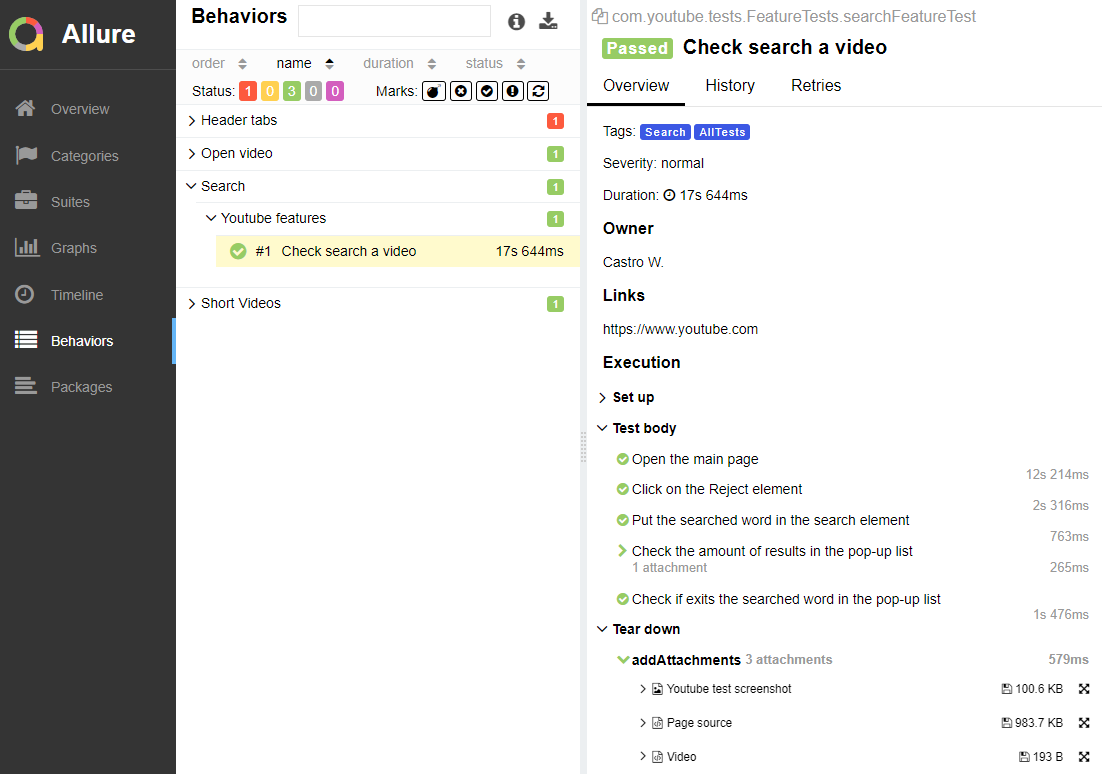 Allure
Overview
Categories
Suites
Graphs
Timeline
Behaviors
Packages
Behaviors
order name duration status
Status: 1 0 3 0 0 Marks:
Header tabs 1
Open video 1
Search 1
Youtube features 1
#1 Check search a video 17s 644ms
Short Videos 1
com.youtube.tests.FeatureTests.searchFeatureTest
Passed Check search a video
Overview History Retries
Tags: Search AllTests
Severity: normal
Duration: 17s 644ms
Owner
Castro W.
Links
https://www.youtube.com
Execution
Set up
Test body
Open the main page
12s 214ms
Click on the Reject element
2s 316ms
Put the searched word in the search element
763ms
Check the amount of results in the pop-up list
1 attachment 265ms
Check if exits the searched word in the pop-up list
1s 476ms
Tear down
addAttachments 3 attachments 579ms
Youtube test screenshot 100.6 KB
Page source 983.7 KB
Video 193 B